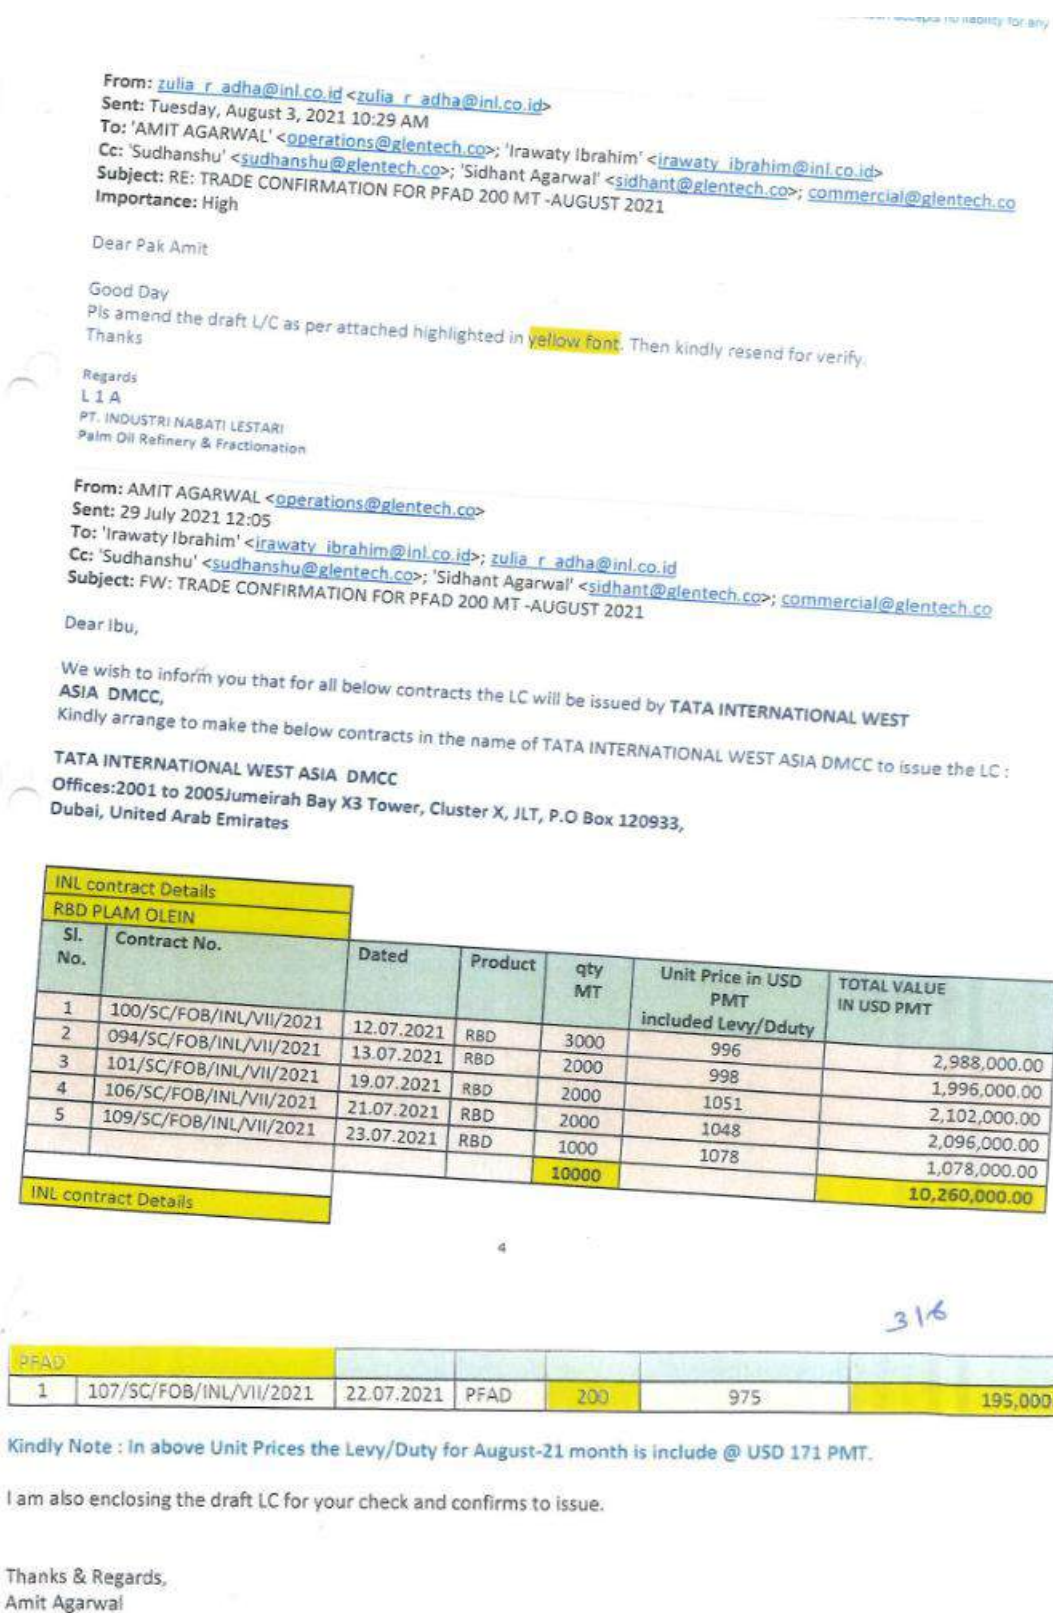 accepts no liability for any
From: zulia_r_adha@inl.co.id <zulia_r_adha@inl.co.id>
Sent: Tuesday, August 3, 2021 10:29 AM
To: 'AMIT AGARWAL' <operations@glentech.co>; 'Irawaty Ibrahim' <irawaty_ibrahim@inl.co.id>
Cc: 'Sudhanshu' <sudhanshu@glentech.co>; 'Sidhant Agarwal' <sidhant@glentech.co>; commercial@glentech.co
Subject: RE: TRADE CONFIRMATION FOR PFAD 200 MT -AUGUST 2021
Importance: High
Dear Pak Amit
Good Day
Pls amend the draft L/C as per attached highlighted in yellow font. Then kindly resend for verify.
Thanks
Regards
L 1 A
PT. INDUSTRI NABATI LESTARI
Palm Oil Refinery & Fractionation
From: AMIT AGARWAL <operations@glentech.co>
Sent: 29 July 2021 12:05
To: 'Irawaty Ibrahim' <irawaty_ibrahim@inl.co.id>; zulia_r_adha@inl.co.id
Cc: 'Sudhanshu' <sudhanshu@glentech.co>; 'Sidhant Agarwal' <sidhant@glentech.co>; commercial@glentech.co
Subject: FW: TRADE CONFIRMATION FOR PFAD 200 MT -AUGUST 2021
Dear Ibu,
We wish to inform you that for all below contracts the LC will be issued by TATA INTERNATIONAL WEST
ASIA DMCC,
Kindly arrange to make the below contracts in the name of TATA INTERNATIONAL WEST ASIA DMCC to issue the LC :
TATA INTERNATIONAL WEST ASIA DMCC
Offices:2001 to 2005Jumeirah Bay X3 Tower, Cluster X, JLT, P.O Box 120933,
Dubai, United Arab Emirates
INL contract Details
RBD PLAM OLEIN
Sl. No. Contract No. Dated Product qty MT Unit Price in USD PMT included Levy/Dduty TOTAL VALUE IN USD PMT
1 100/SC/FOB/INL/VII/2021 12.07.2021 RBD 3000 996 2,988,000.00
2 094/SC/FOB/INL/VII/2021 13.07.2021 RBD 2000 998 1,996,000.00
3 101/SC/FOB/INL/VII/2021 19.07.2021 RBD 2000 1051 2,102,000.00
4 106/SC/FOB/INL/VII/2021 21.07.2021 RBD 2000 1048 2,096,000.00
5 109/SC/FOB/INL/VII/2021 23.07.2021 RBD 1000 1078 1,078,000.00
10000 10,260,000.00
INL contract Details
4
316
PFAD
1 107/SC/FOB/INL/VII/2021 22.07.2021 PFAD 200 975 195,000
Kindly Note : In above Unit Prices the Levy/Duty for August-21 month is include @ USD 171 PMT.
I am also enclosing the draft LC for your check and confirms to issue.
Thanks & Regards,
Amit Agarwal